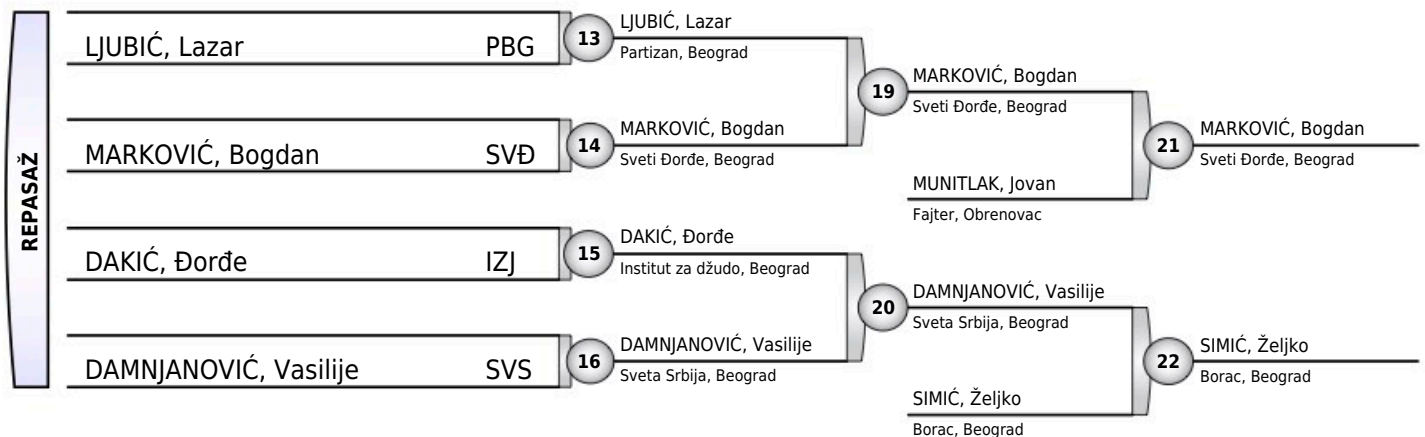 REPASAŽ
LJUBIĆ, Lazar PBG
MARKOVIĆ, Bogdan SVĐ
DAKIĆ, Đorđe IZJ
DAMNJANOVIĆ, Vasilije SVS
13
LJUBIĆ, Lazar
Partizan, Beograd
14
MARKOVIĆ, Bogdan
Sveti Đorđe, Beograd
15
DAKIĆ, Đorđe
Institut za džudo, Beograd
16
DAMNJANOVIĆ, Vasilije
Sveta Srbija, Beograd
19
MARKOVIĆ, Bogdan
Sveti Đorđe, Beograd
MUNITLAK, Jovan
Fajter, Obrenovac
20
DAMNJANOVIĆ, Vasilije
Sveta Srbija, Beograd
SIMIĆ, Željko
Borac, Beograd
21
MARKOVIĆ, Bogdan
Sveti Đorđe, Beograd
22
SIMIĆ, Željko
Borac, Beograd